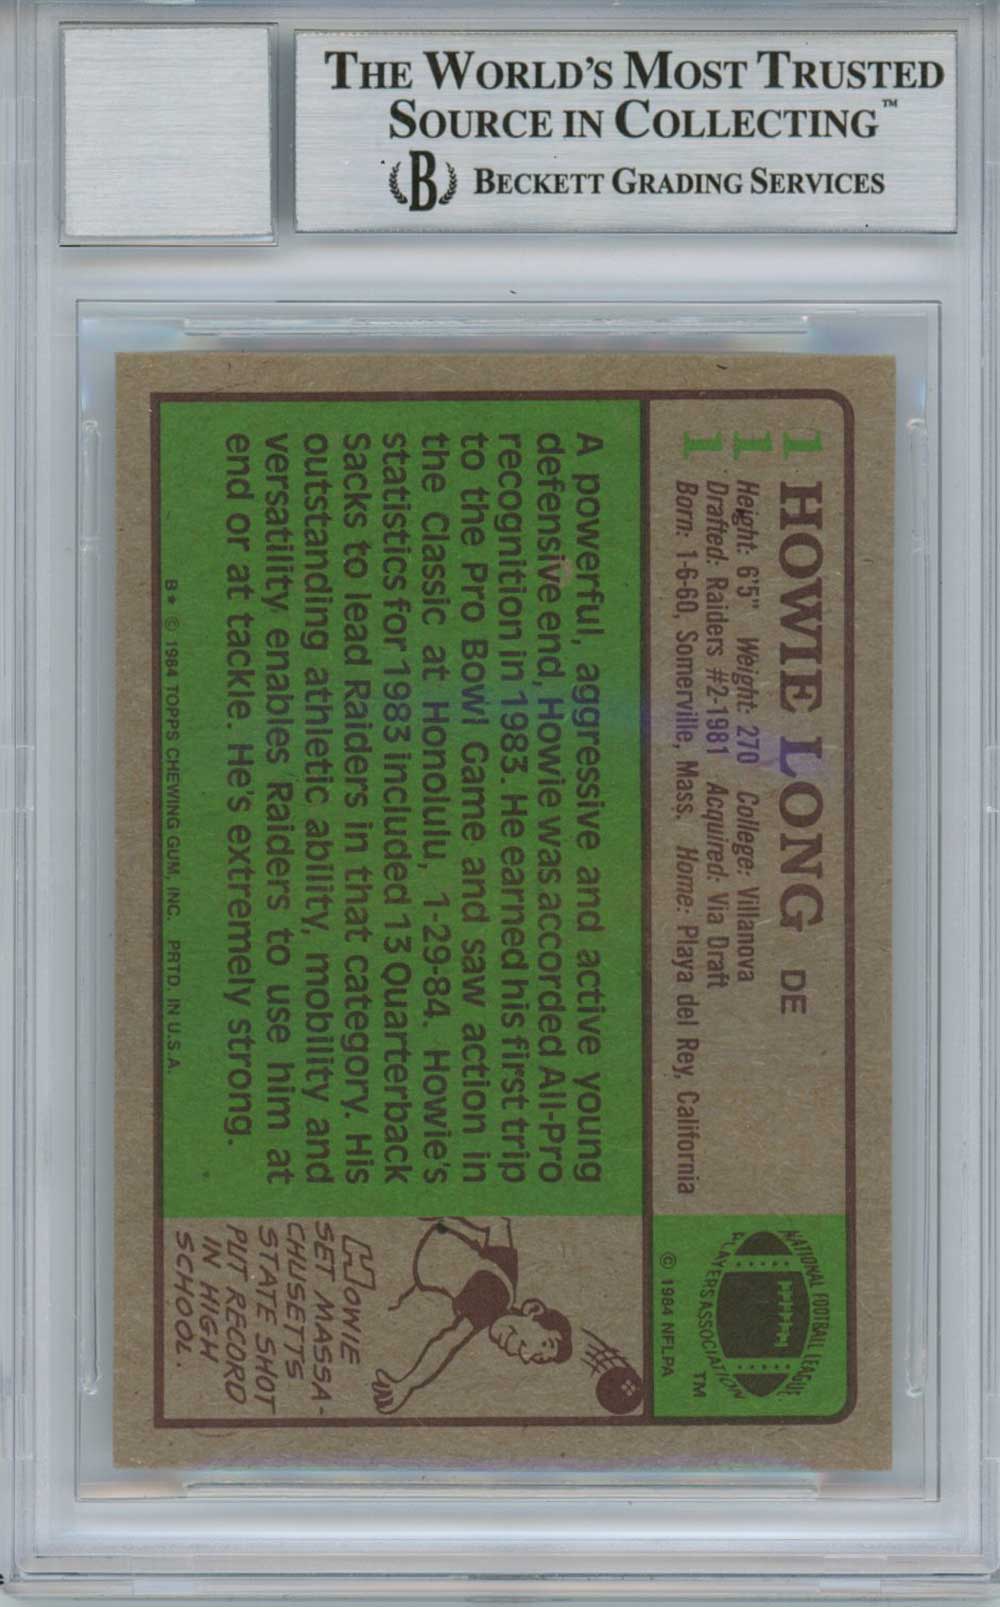 THE WORLD'S MOST TRUSTED
SOURCE IN COLLECTING™
B BECKETT GRADING SERVICES
111
HOWIE LONG DE
Height: 6'5" Weight: 270 College: Villanova
Drafted: Raiders #2-1981 Acquired: Via Draft
Born: 1-6-60, Somerville, Mass. Home: Playa del Rey, California
NATIONAL FOOTBALL LEAGUE
PLAYERS ASSOCIATION
NFLPA
TM
© 1984 NFLPA
A powerful, aggressive and active young
defensive end, Howie was accorded All-Pro
recognition in 1983. He earned his first trip
to the Pro Bowl Game and saw action in
the Classic at Honolulu, 1-29-84. Howie's
statistics for 1983 included 13 Quarterback
Sacks to lead Raiders in that category. His
outstanding athletic ability, mobility and
versatility enables Raiders to use him at
end or at tackle. He's extremely strong.
HOWIE
SET MASSA-
CHUSETTS
STATE SHOT
PUT RECORD
IN HIGH
SCHOOL.
B* © 1984 TOPPS CHEWING GUM, INC. PRTD. IN U.S.A.